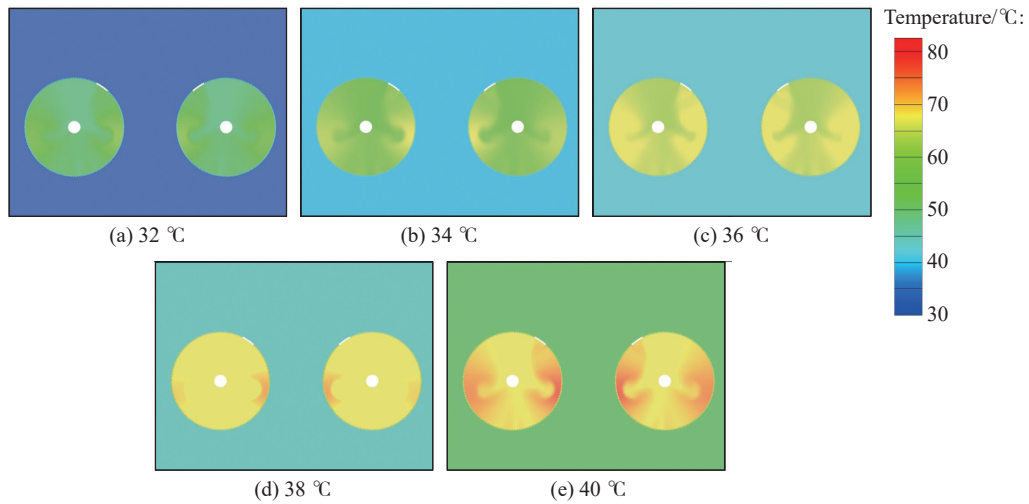 Temperature/℃:
80
70
60
50
40
30
(a) 32 ℃
(b) 34 ℃
(c) 36 ℃
(d) 38 ℃
(e) 40 ℃